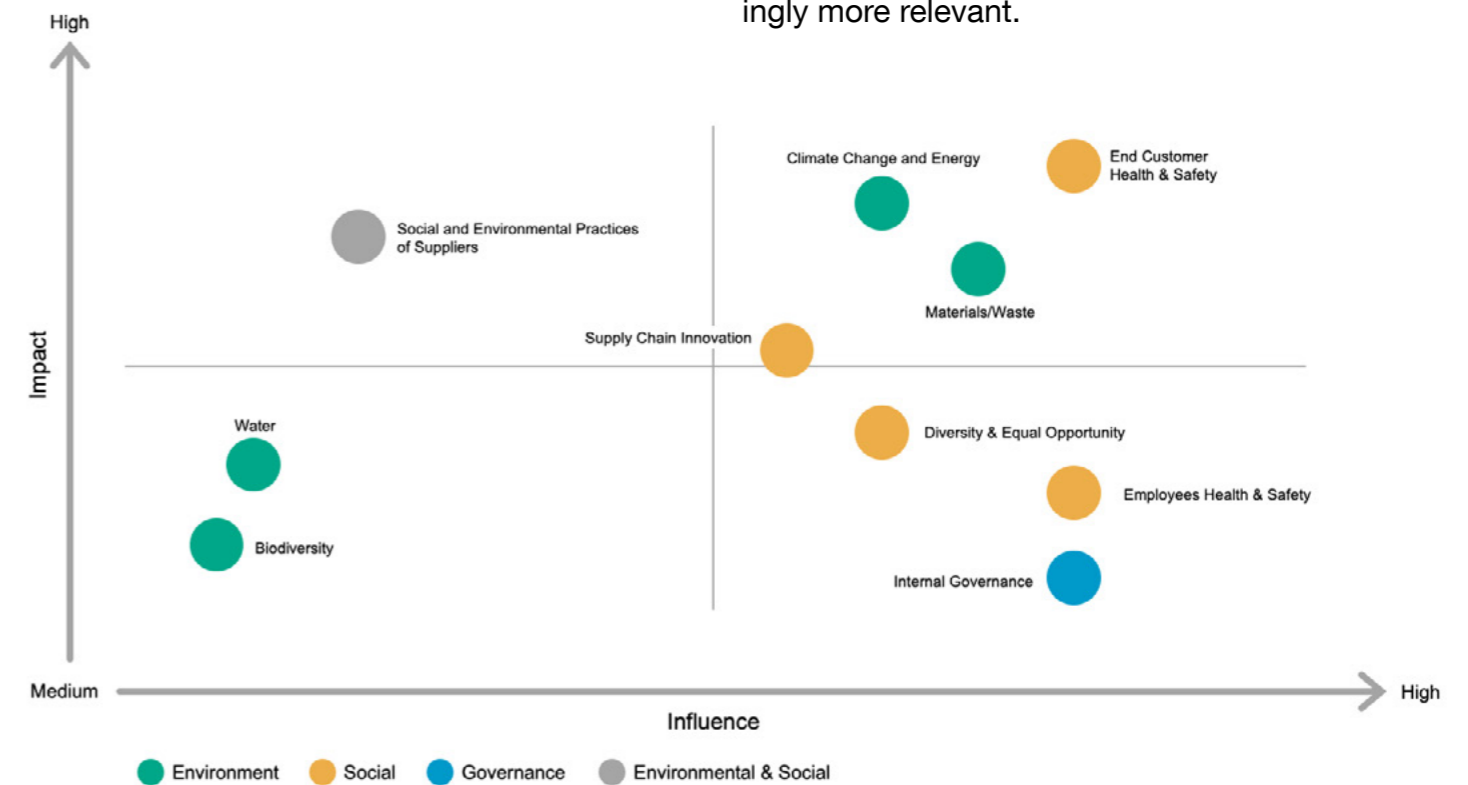 ingly more relevant.
High
Climate Change and Energy
End Customer
Health & Safety
Social and Environmental Practices
of Suppliers
Materials/Waste
Supply Chain Innovation
Impact
Water
Diversity & Equal Opportunity
Employees Health & Safety
Biodiversity
Internal Governance
Medium
High
Influence
Environment
Social
Governance
Environmental & Social